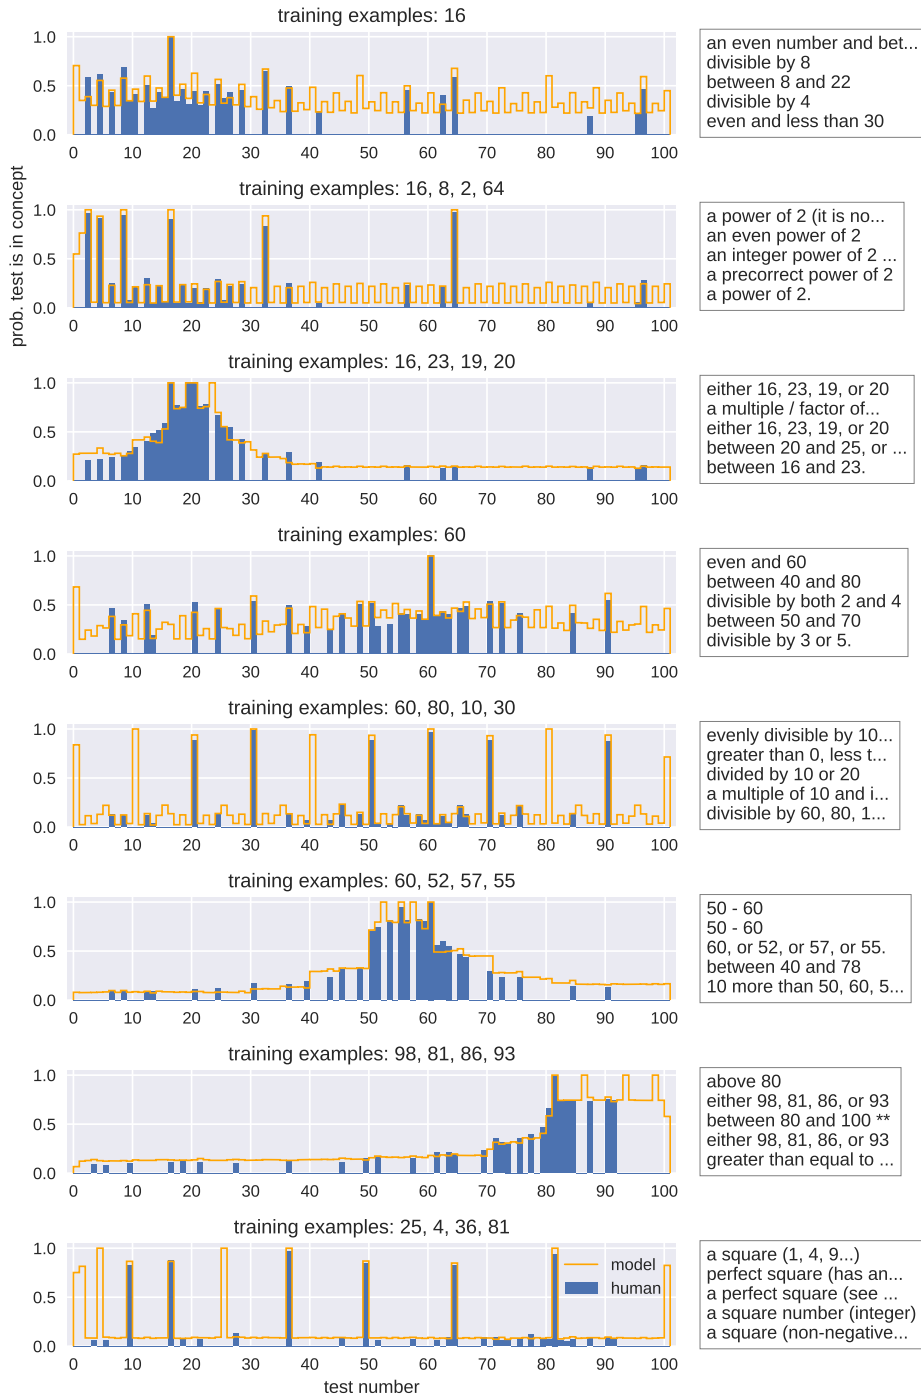 training examples: 16
1.0
0.5
0.0
0 10 20 30 40 50 60 70 80 90 100
an even number and bet...
divisible by 8
between 8 and 22
divisible by 4
even and less than 30
prob. test is in concept
training examples: 16, 8, 2, 64
1.0
0.5
0.0
0 10 20 30 40 50 60 70 80 90 100
a power of 2 (it is no...
an even power of 2
an integer power of 2 ...
a precorrect power of 2
a power of 2.
training examples: 16, 23, 19, 20
1.0
0.5
0.0
0 10 20 30 40 50 60 70 80 90 100
either 16, 23, 19, or 20
a multiple / factor of...
either 16, 23, 19, or 20
between 20 and 25, or ...
between 16 and 23.
training examples: 60
1.0
0.5
0.0
0 10 20 30 40 50 60 70 80 90 100
even and 60
between 40 and 80
divisible by both 2 and 4
between 50 and 70
divisible by 3 or 5.
training examples: 60, 80, 10, 30
1.0
0.5
0.0
0 10 20 30 40 50 60 70 80 90 100
evenly divisible by 10...
greater than 0, less t...
divided by 10 or 20
a multiple of 10 and i...
divisible by 60, 80, 1...
training examples: 60, 52, 57, 55
1.0
0.5
0.0
0 10 20 30 40 50 60 70 80 90 100
50 - 60
50 - 60
60, or 52, or 57, or 55.
between 40 and 78
10 more than 50, 60, 5...
training examples: 98, 81, 86, 93
1.0
0.5
0.0
0 10 20 30 40 50 60 70 80 90 100
above 80
either 98, 81, 86, or 93
between 80 and 100 **
either 98, 81, 86, or 93
greater than equal to ...
training examples: 25, 4, 36, 81
1.0
0.5
0.0
0 10 20 30 40 50 60 70 80 90 100
test number
model
human
a square (1, 4, 9...)
perfect square (has an...
a perfect square (see ...
a square number (integer)
a square (non-negative...